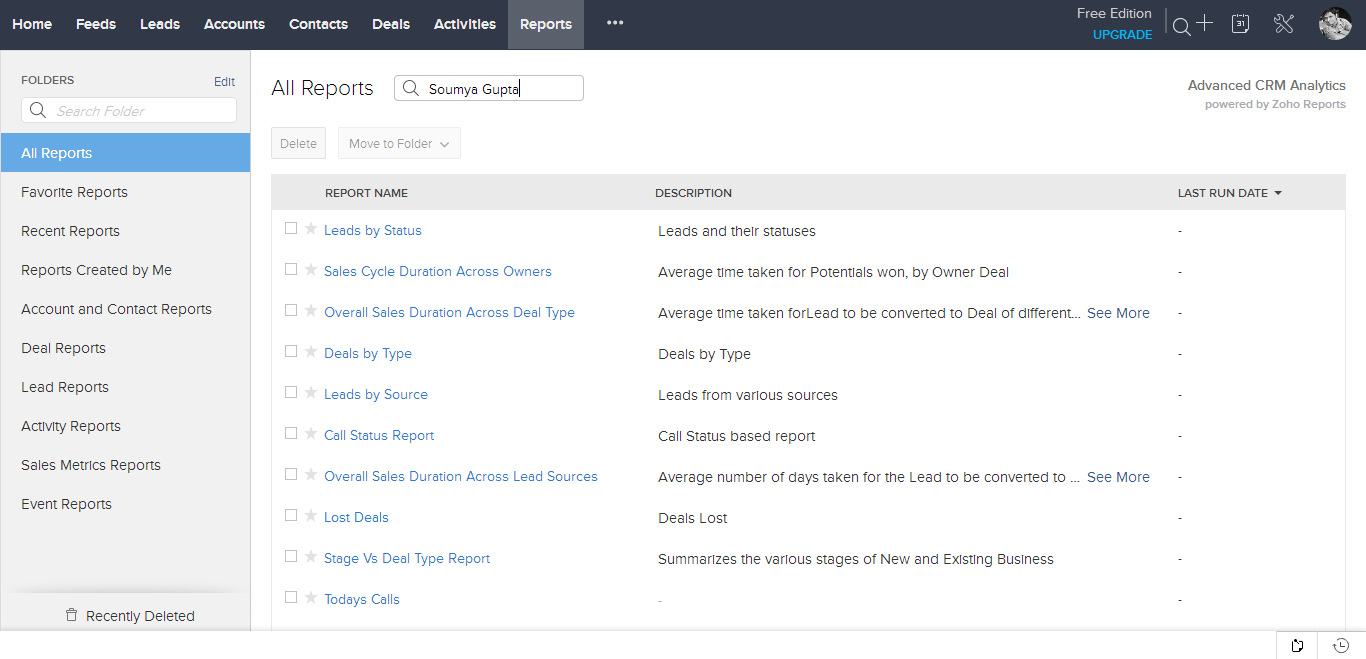 Home Feeds Leads Accounts Contacts Deals Activities Reports ••• Free Edition
UPGRADE
31
FOLDERS Edit
Search Folder
All Reports
Favorite Reports
Recent Reports
Reports Created by Me
Account and Contact Reports
Deal Reports
Lead Reports
Activity Reports
Sales Metrics Reports
Event Reports
Recently Deleted
All Reports Soumya Gupta
Advanced CRM Analytics
powered by Zoho Reports
Delete Move to Folder
REPORT NAME DESCRIPTION LAST RUN DATE
Leads by Status Leads and their statuses -
Sales Cycle Duration Across Owners Average time taken for Potentials won, by Owner Deal -
Overall Sales Duration Across Deal Type Average time taken forLead to be converted to Deal of different... See More -
Deals by Type Deals by Type -
Leads by Source Leads from various sources -
Call Status Report Call Status based report -
Overall Sales Duration Across Lead Sources Average number of days taken for the Lead to be converted to ... See More -
Lost Deals Deals Lost -
Stage Vs Deal Type Report Summarizes the various stages of New and Existing Business -
Todays Calls - -